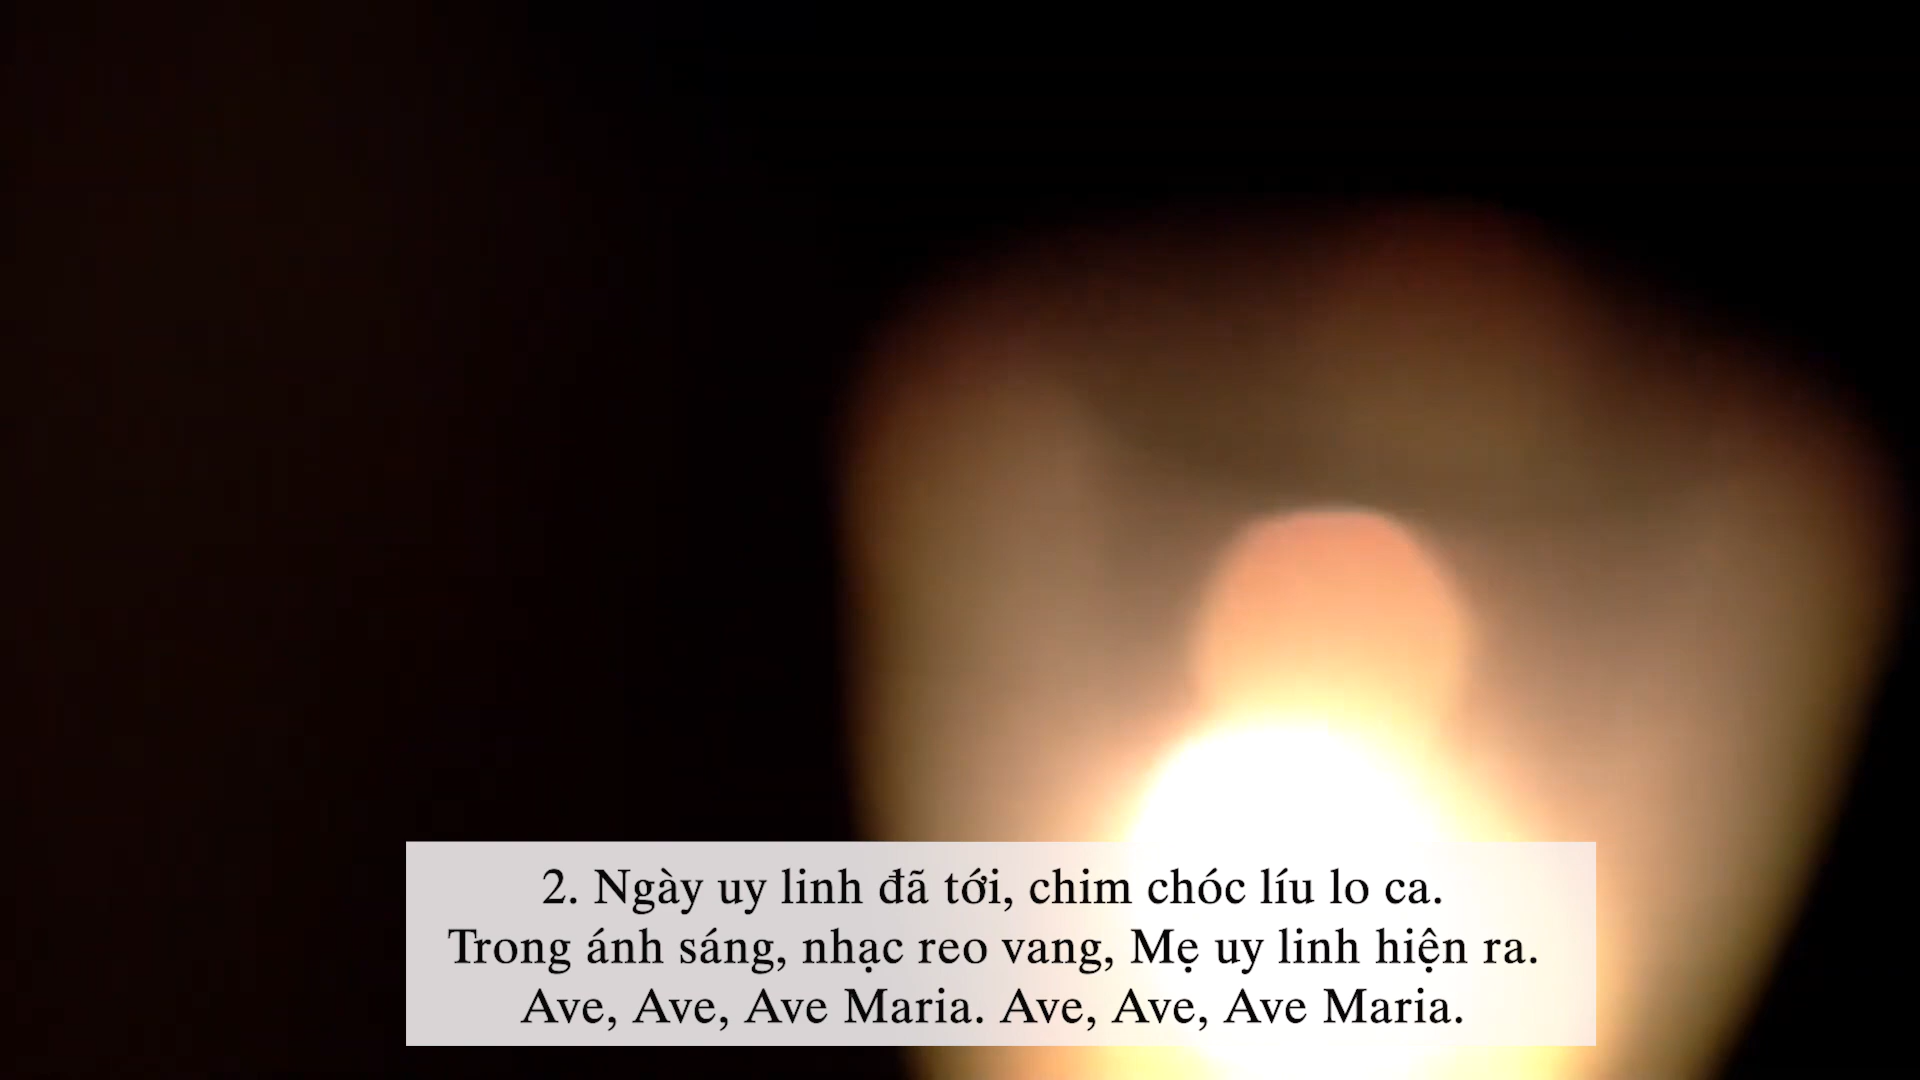 2. Ngày uy linh đã tới, chim chóc líu lo ca.
Trong ánh sáng, nhạc reo vang, Mẹ uy linh hiện ra.
Ave, Ave, Ave Maria. Ave, Ave, Ave Maria.